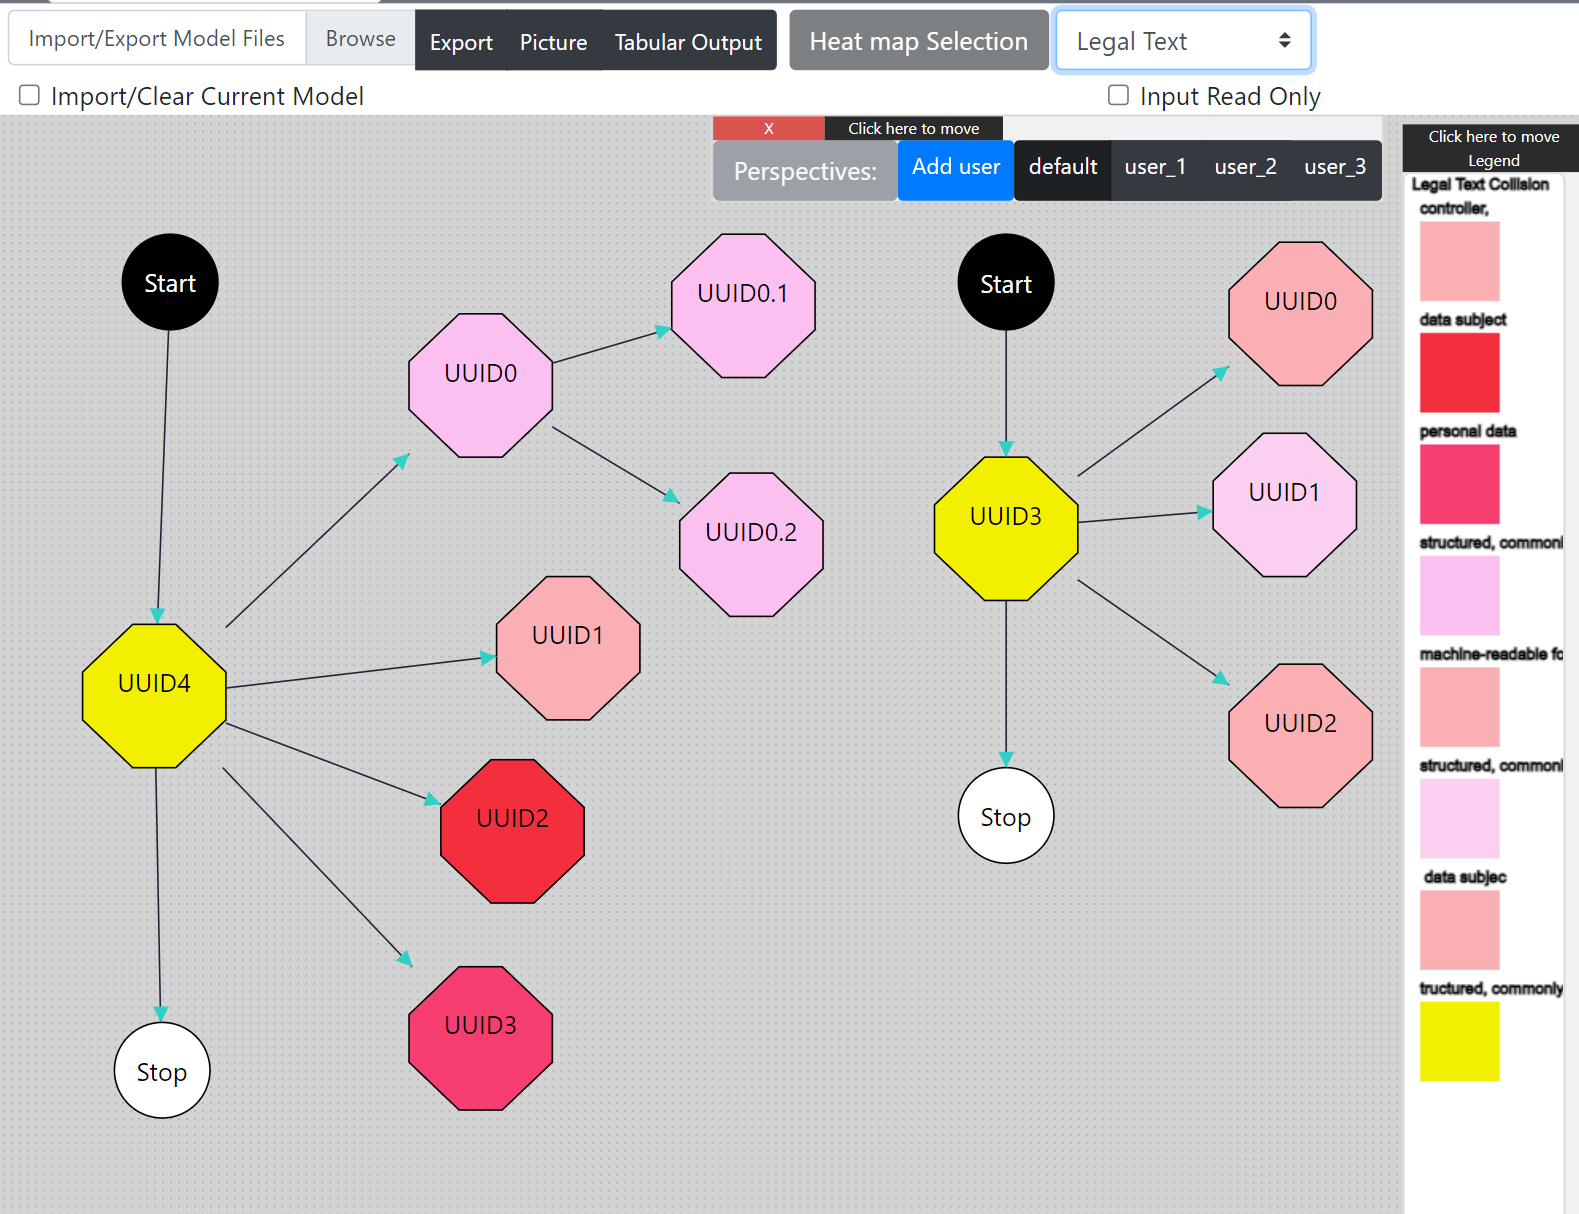 Import/Export Model Files Browse Export Picture Tabular Output Heat map Selection Legal Text
Import/Clear Current Model Input Read Only
X Click here to move
Perspectives: Add user default user_1 user_2 user_3
Click here to move
Legend
Legal Text Collision
controller,
data subject
personal data
structured, commonl
machine-readable fo
structured, commonl
data subjec
tructured, commonly
Start
UUID0.1
UUID0
UUID0.2
UUID1
UUID4
UUID2
UUID3
Stop
Start
UUID0
UUID1
UUID3
UUID2
Stop